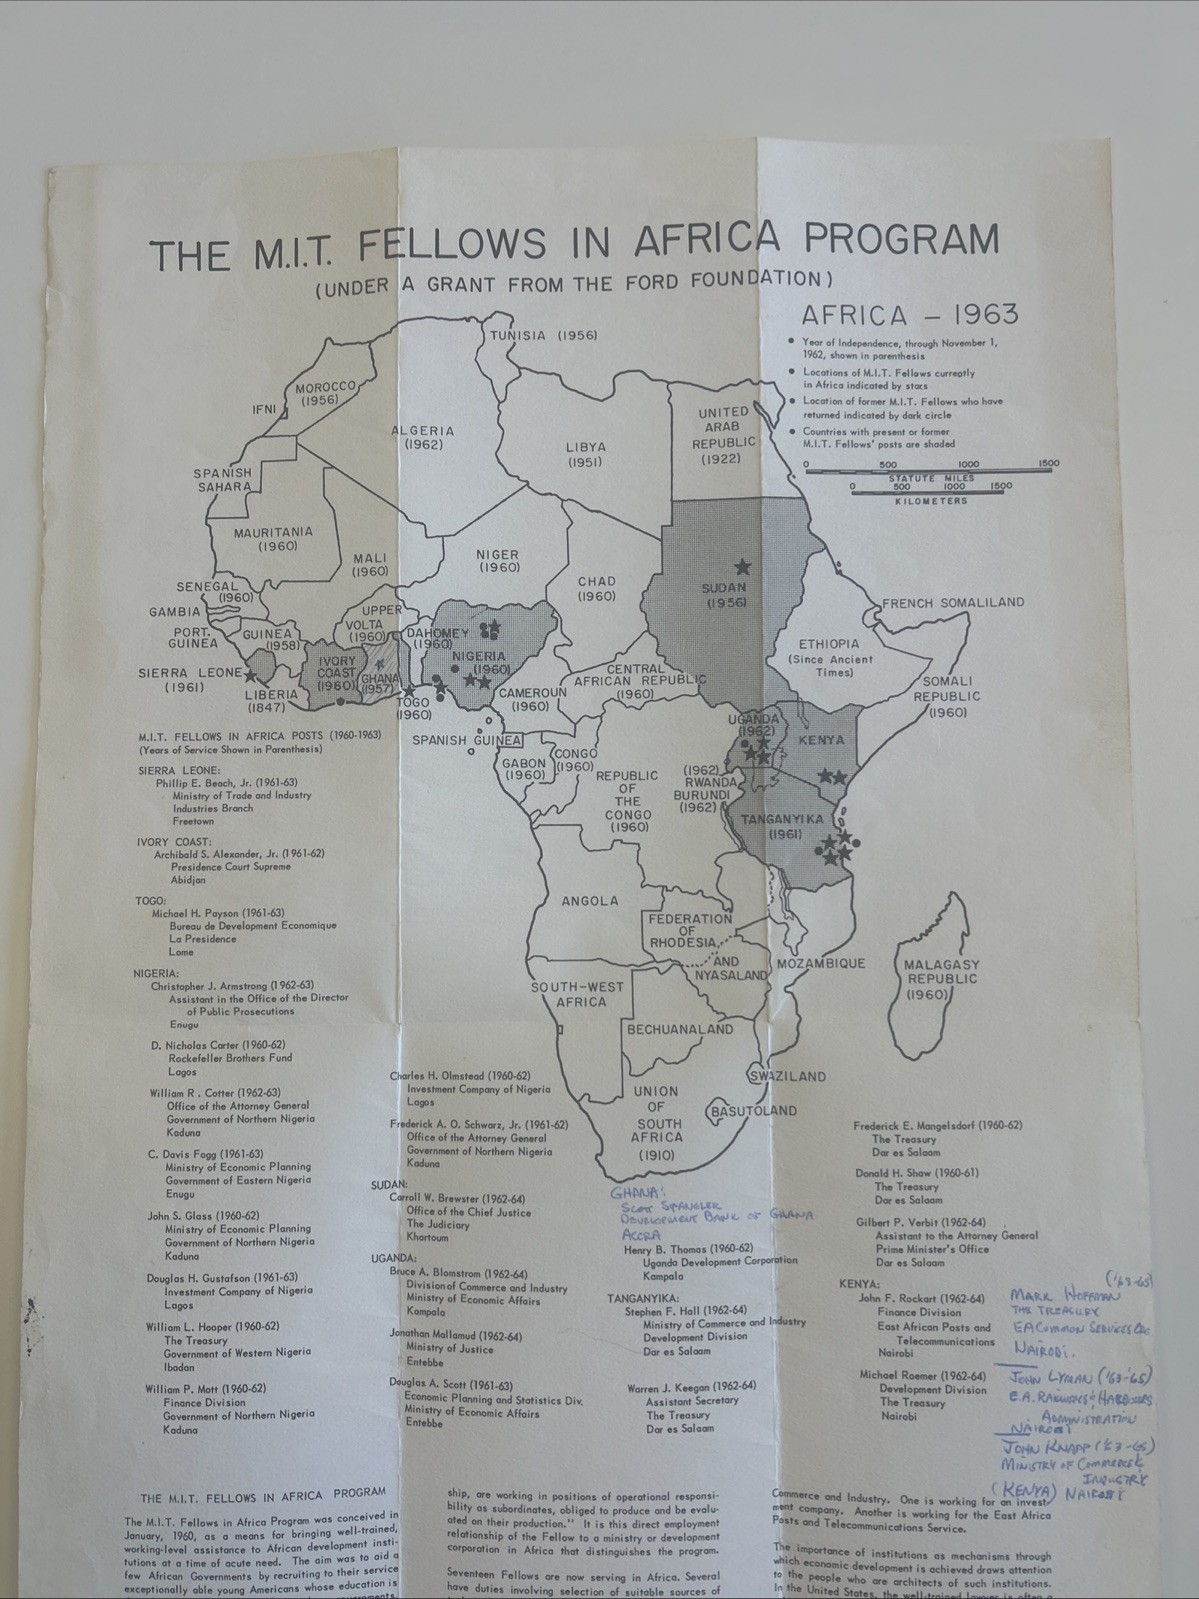 THE M.I.T. FELLOWS IN AFRICA PROGRAM
(UNDER A GRANT FROM THE FORD FOUNDATION)
AFRICA - 1963
Year of Independence, through November 1,
1962, shown in parenthesis
Locations of M.I.T. Fellows currently
in Africa indicated by stars
Location of former M.I.T. Fellows who have
returned indicated by dark circle
Countries with present or former
M.I.T. Fellows' posts are shaded
0 500 1000 1500
STATUTE MILES
0 500 1000 1500
KILOMETERS
TUNISIA (1956)
MOROCCO
(1956)
IFNI
ALGERIA
(1962)
LIBYA
(1951)
UNITED
ARAB
REPUBLIC
(1922)
SPANISH
SAHARA
MAURITANIA
(1960)
MALI
(1960)
NIGER
(1960)
CHAD
(1960)
SUDAN
(1956)
FRENCH SOMALILAND
SENEGAL
(1960)
GAMBIA
PORT.
GUINEA
GUINEA
(1958)
UPPER
VOLTA
(1960)
DAHOMEY
(1960)
NIGERIA
(1960)
ETHIOPIA
(Since Ancient
Times)
SIERRA LEONE
(1961)
LIBERIA
(1847)
IVORY
COAST
(1960)
GHANA
(1957)
TOGO
(1960)
CAMEROUN
(1960)
CENTRAL
AFRICAN REPUBLIC
(1960)
SOMALI
REPUBLIC
(1960)
SPANISH GUINEA
GABON
(1960)
CONGO
(1960)
REPUBLIC
OF
THE
CONGO
(1960)
UGANDA
(1962)
KENYA
(1962)
RWANDA
BURUNDI
(1962)
TANGANYIKA
(1961)
ANGOLA
FEDERATION
OF
RHODESIA
AND
NYASALAND
MOZAMBIQUE
MALAGASY
REPUBLIC
(1960)
SOUTH-WEST
AFRICA
BECHUANALAND
SWAZILAND
BASUTOLAND
UNION
OF
SOUTH
AFRICA
(1910)
M.I.T. FELLOWS IN AFRICA POSTS (1960-1963)
(Years of Service Shown in Parenthesis)
SIERRA LEONE:
Phillip E. Beach, Jr. (1961-63)
Ministry of Trade and Industry
Industries Branch
Freetown
IVORY COAST:
Archibald S. Alexander, Jr. (1961-62)
Presidence Court Supreme
Abidjan
TOGO:
Michael H. Payson (1961-63)
Bureau de Development Economique
La Presidence
Lome
NIGERIA:
Christopher J. Armstrong (1962-63)
Assistant in the Office of the Director
of Public Prosecutions
Enugu
D. Nicholas Carter (1960-62)
Rockefeller Brothers Fund
Lagos
William R. Cotter (1962-63)
Office of the Attorney General
Government of Northern Nigeria
Kaduna
C. Davis Fogg (1961-63)
Ministry of Economic Planning
Government of Eastern Nigeria
Enugu
John S. Glass (1960-62)
Ministry of Economic Planning
Government of Northern Nigeria
Kaduna
Douglas H. Gustafson (1961-63)
Investment Company of Nigeria
Lagos
William L. Hooper (1960-62)
The Treasury
Government of Western Nigeria
Ibadan
William P. Mott (1960-62)
Finance Division
Government of Northern Nigeria
Kaduna
Charles H. Olmstead (1960-62)
Investment Company of Nigeria
Lagos
Frederick A. O. Schwarz, Jr. (1961-62)
Office of the Attorney General
Government of Northern Nigeria
Kaduna
SUDAN:
Carroll W. Brewster (1962-64)
Office of the Chief Justice
The Judiciary
Khartoum
UGANDA:
Bruce A. Blomstrom (1962-64)
Division of Commerce and Industry
Ministry of Economic Affairs
Kampala
Jonathan Mallamud (1962-64)
Ministry of Justice
Entebbe
Douglas A. Scott (1961-63)
Economic Planning and Statistics Div.
Ministry of Economic Affairs
Entebbe
GHANA:
SCOTT SPANGLER
DEVELOPMENT BANK OF GHANA
ACCRA
Henry B. Thomas (1960-62)
Uganda Development Corporation
Kampala
TANGANYIKA:
Stephen F. Hall (1962-64)
Ministry of Commerce and Industry
Development Division
Dar es Salaam
Warren J. Keegan (1962-64)
Assistant Secretary
The Treasury
Dar es Salaam
Frederick E. Mangelsdorf (1960-62)
The Treasury
Dar es Salaam
Donald H. Shaw (1960-61)
The Treasury
Dar es Salaam
Gilbert P. Verbit (1962-64)
Assistant to the Attorney General
Prime Minister's Office
Dar es Salaam
KENYA:
John F. Rockart (1962-64)
Finance Division
East African Posts and
Telecommunications
Nairobi
Michael Roemer (1962-64)
Development Division
The Treasury
Nairobi
('63-65)
MARK HOFFMAN
THE TREASURY
EA COMMON SERVICES
NAIROBI.
JOHN LYMAN ('63-'65)
E.A. RAILWAYS & HARBOURS
ADMINISTRATION
NAIROBI
JOHN KNAPP ('63-65)
MINISTRY OF COMMERCE &
INDUSTRY
(KENYA) NAIROBI
THE M.I.T. FELLOWS IN AFRICA PROGRAM
The M.I.T. Fellows in Africa Program was conceived in
January, 1960, as a means for bringing well-trained,
working-level assistance to African development insti-
tutions at a time of acute need. The aim was to aid a
few African Governments by recruiting to their service
exceptionally able young Americans whose education is
ship, are working in positions of operational responsi-
bility as subordinates, obliged to produce and be evalu-
ated on their production." It is this direct employment
relationship of the Fellow to a ministry or development
corporation in Africa that distinguishes the program.
Seventeen Fellows are now serving in Africa. Several
have duties involving selection of suitable sources of
Commerce and Industry. One is working for an invest-
ment company. Another is working for the East Africa
Posts and Telecommunications Service.
The importance of institutions as mechanisms through
which economic development is achieved draws attention
to the people who are architects of such institutions.
In the United States, the well-trained lawyer is often a